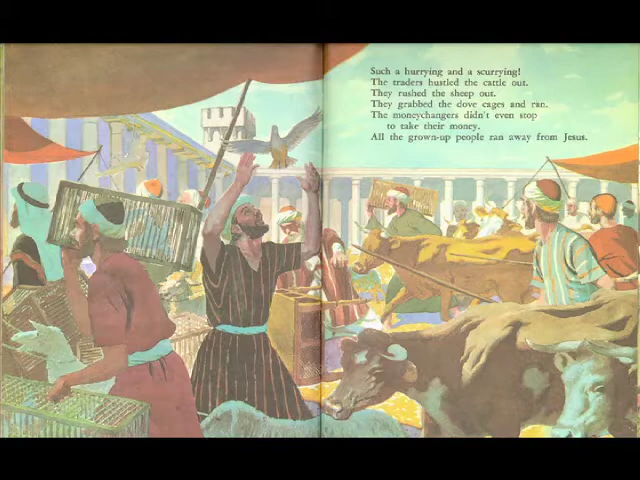 Such a hurrying and a scurrying!
The traders hustled the cattle out.
They rushed the sheep out.
They grabbed the dove cages and ran.
The moneychangers didn't even stop
to take their money.
All the grown-up people ran away from Jesus.